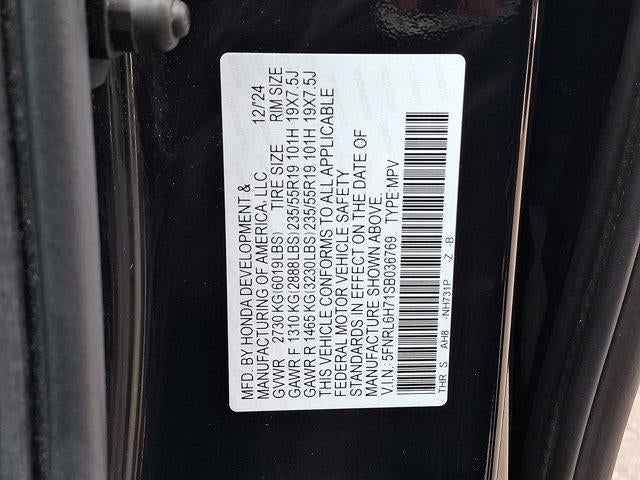 MFD. BY HONDA DEVELOPMENT &
MANUFACTURING OF AMERICA, LLC 12/'24
GVWR 2730 KG(6019LBS) TIRE SIZE RIM SIZE
GAWR F 1310 KG(2888LBS)235/55R19 101H 19X7.5J
GAWR R 1465 KG(3230LBS)235/55R19 101H 19X7.5J
THIS VEHICLE CONFORMS TO ALL APPLICABLE
FEDERAL MOTOR VEHICLE SAFETY
STANDARDS IN EFFECT ON THE DATE OF
MANUFACTURE SHOWN ABOVE.
V.I.N.: 5FNRL6H71SB036769 TYPE:MPV
THR S AH8 -NH731P -Z -B